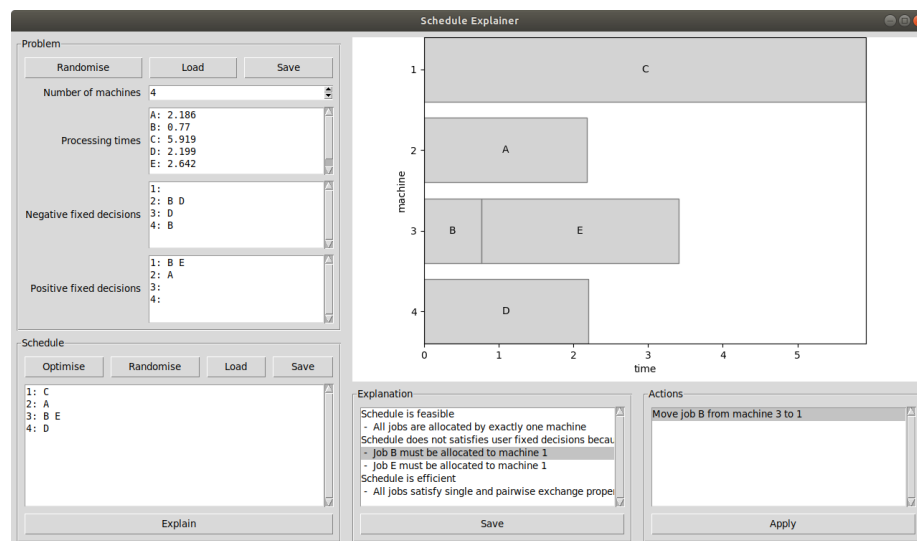 Schedule Explainer
Problem
Randomise Load Save
Number of machines 4
Processing times
A: 2.186
B: 0.77
C: 5.919
D: 2.199
E: 2.642
Negative fixed decisions
1:
2: B D
3: D
4: B
Positive fixed decisions
1: B E
2: A
3:
4:
Schedule
Optimise Randomise Load Save
1: C
2: A
3: B E
4: D
Explain
machine
1
2
3
4
C
A
B E
D
0 1 2 3 4 5
time
Explanation
Schedule is feasible
- All jobs are allocated by exactly one machine
Schedule does not satisfies user fixed decisions becau
- Job B must be allocated to machine 1
- Job E must be allocated to machine 1
Schedule is efficient
- All jobs satisfy single and pairwise exchange proper
Save
Actions
Move job B from machine 3 to 1
Apply